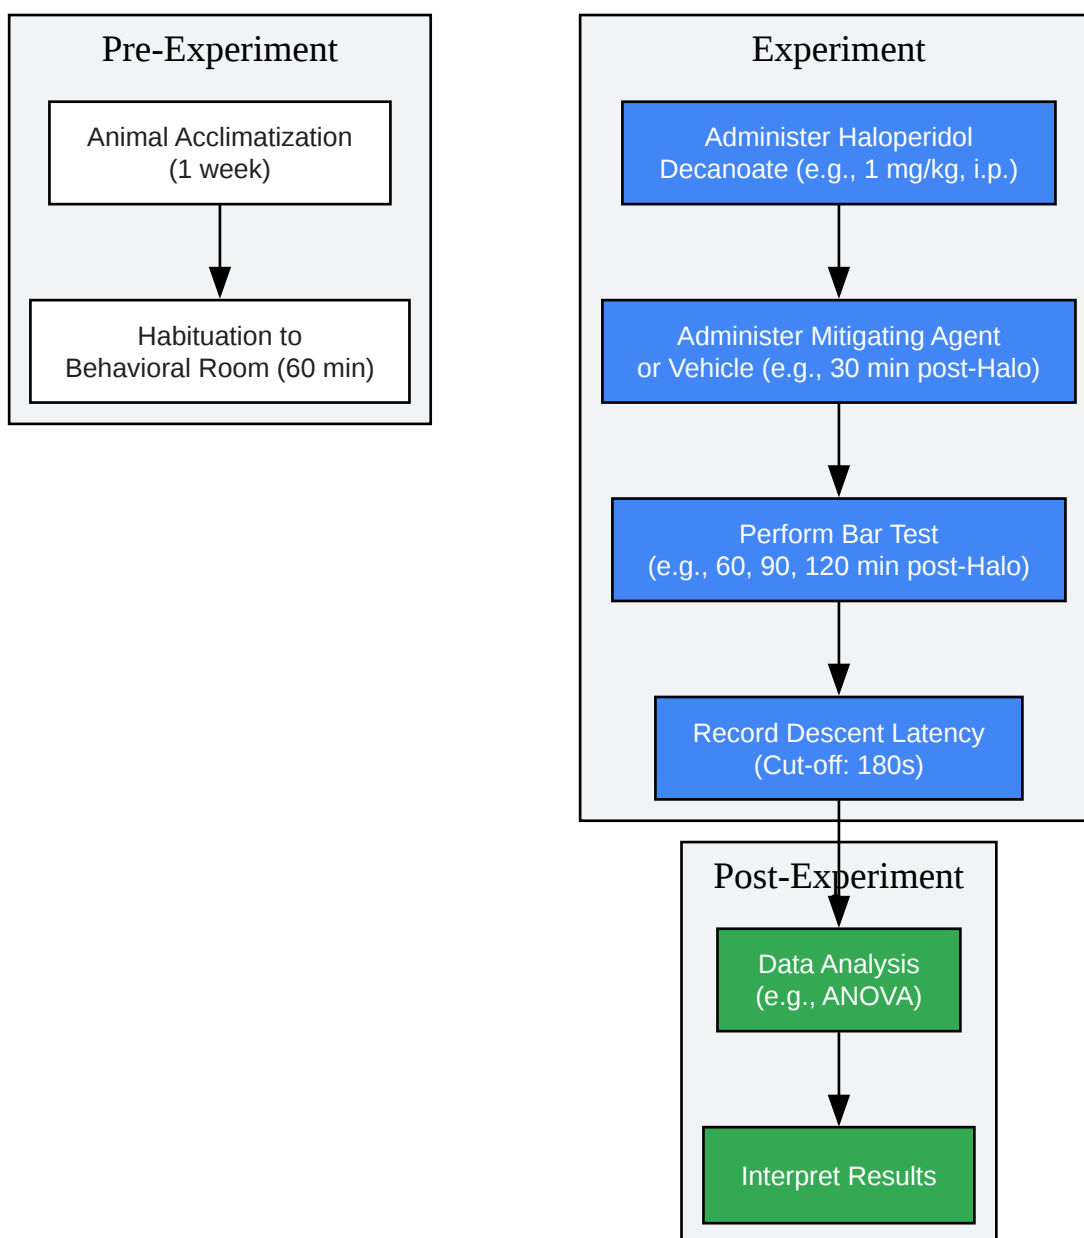 Pre-Experiment
Animal Acclimatization
(1 week)
Habituation to
Behavioral Room (60 min)
Experiment
Administer Haloperidol
Decanoate (e.g., 1 mg/kg, i.p.)
Administer Mitigating Agent
or Vehicle (e.g., 30 min post-Halo)
Perform Bar Test
(e.g., 60, 90, 120 min post-Halo)
Record Descent Latency
(Cut-off: 180s)
Post-Experiment
Data Analysis
(e.g., ANOVA)
Interpret Results